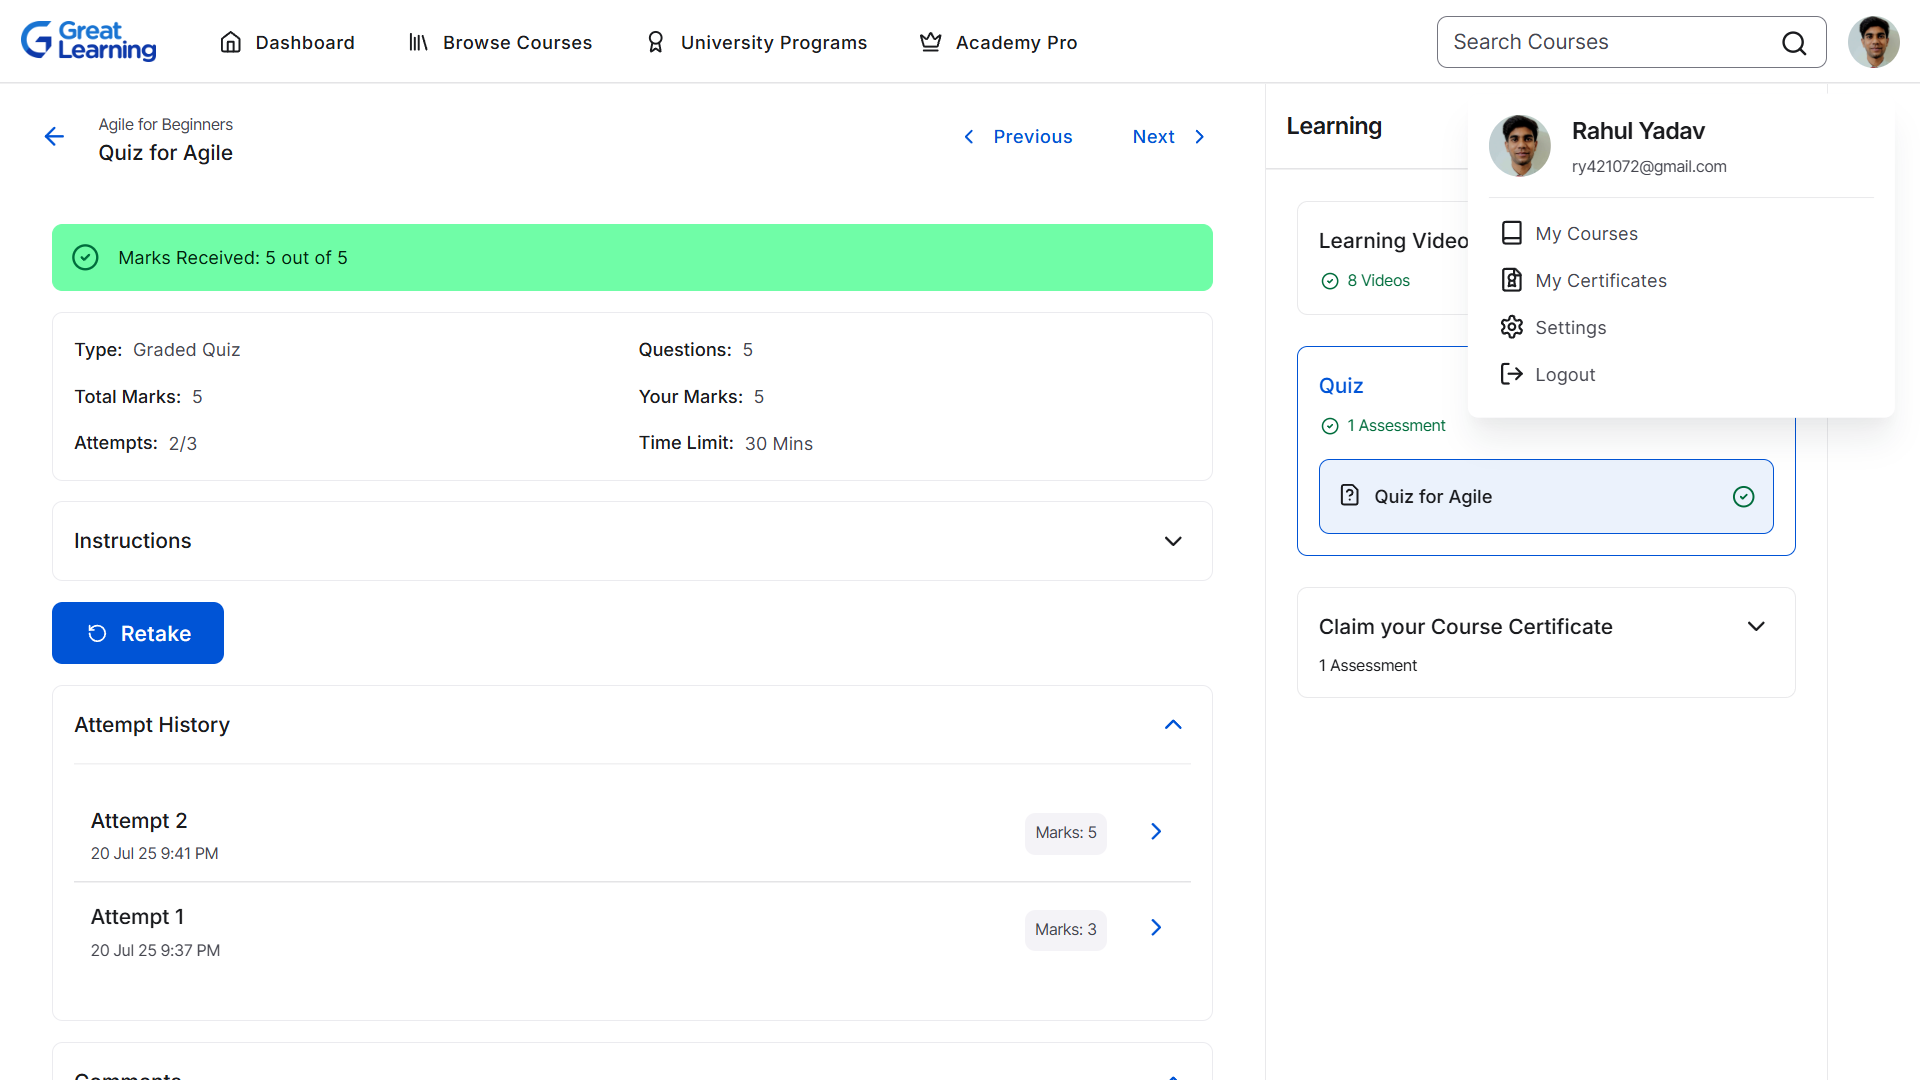 Great Learning
Dashboard
Browse Courses
University Programs
Academy Pro
Search Courses
Agile for Beginners
Quiz for Agile
Previous
Next
Marks Received: 5 out of 5
Type: Graded Quiz
Questions: 5
Total Marks: 5
Your Marks: 5
Attempts: 2/3
Time Limit: 30 Mins
Instructions
Retake
Attempt History
Attempt 2
20 Jul 25 9:41 PM
Marks: 5
Attempt 1
20 Jul 25 9:37 PM
Marks: 3
Comments
Learning
Learning Video
8 Videos
Quiz
1 Assessment
Quiz for Agile
Claim your Course Certificate
1 Assessment
Rahul Yadav
ry421072@gmail.com
My Courses
My Certificates
Settings
Logout